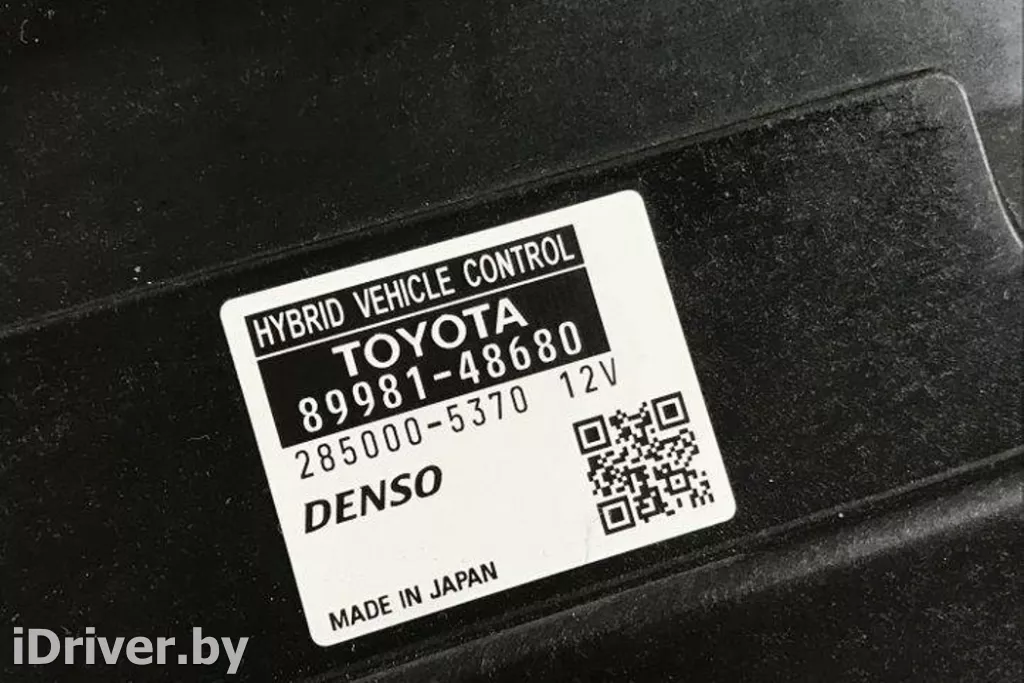 HYBRID VEHICLE CONTROL
TOYOTA
89981-48680
285000-5370 12V
DENSO
MADE IN JAPAN
iDriver.by